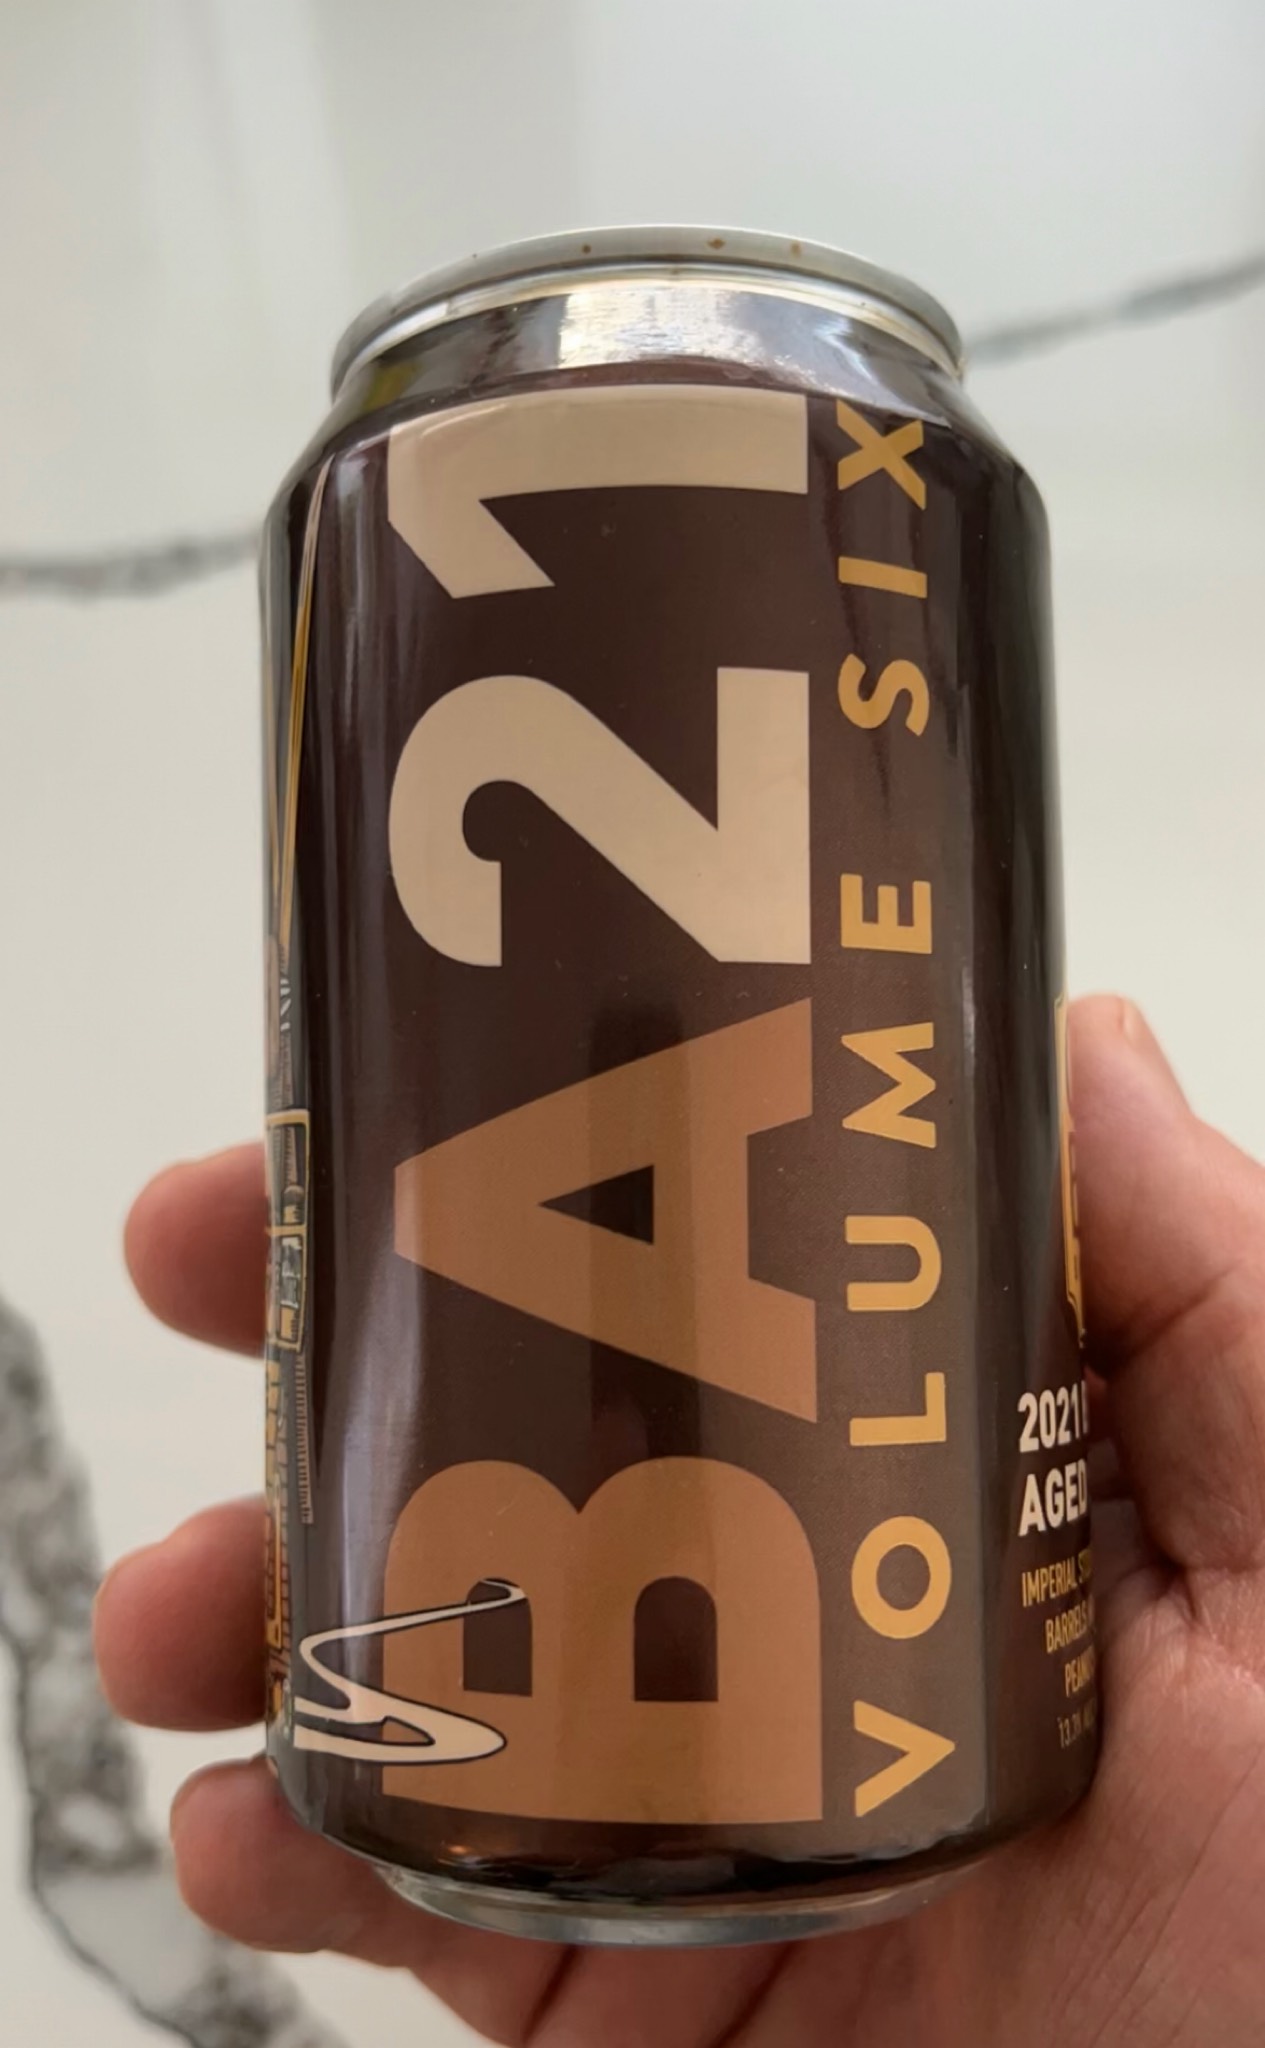 BA21
VOLUME SIX
2021
AGED
IMPERIAL
BARRELS